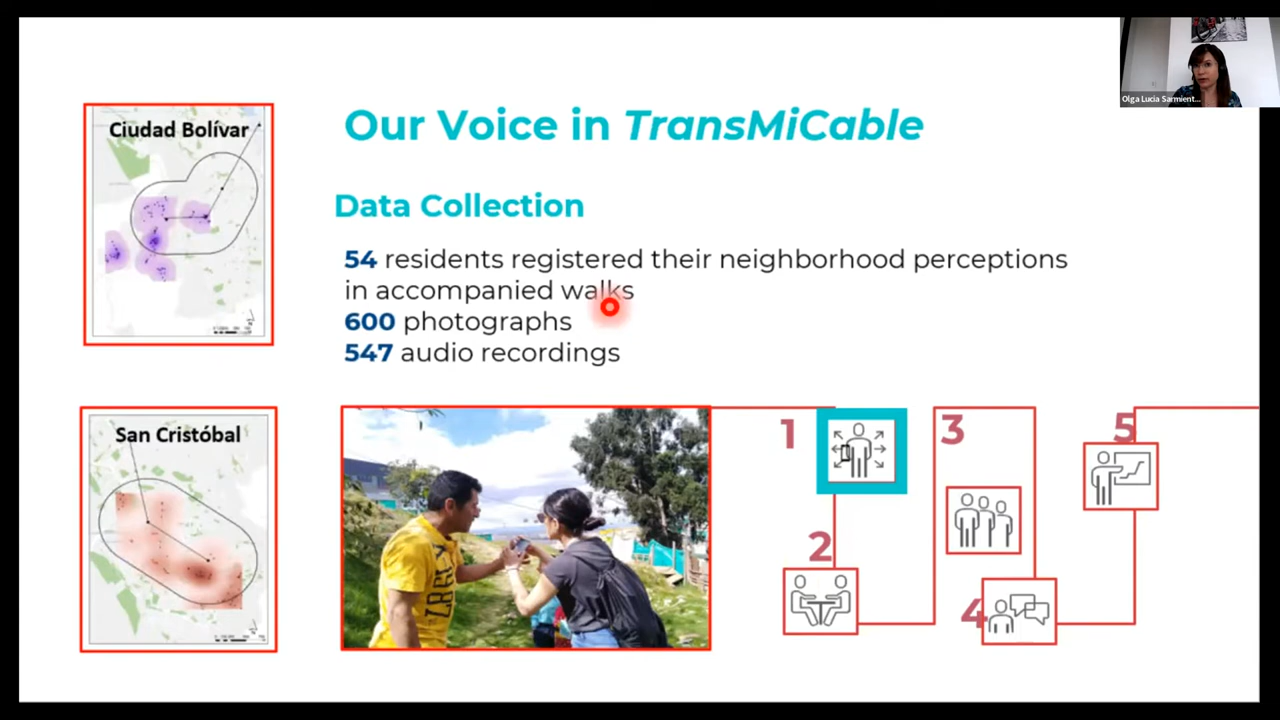 Olga Lucia Sarmient...
Ciudad Bolívar
Our Voice in TransMiCable
Data Collection
54 residents registered their neighborhood perceptions
in accompanied walks
600 photographs
547 audio recordings
San Cristóbal
1
2
3
4
5